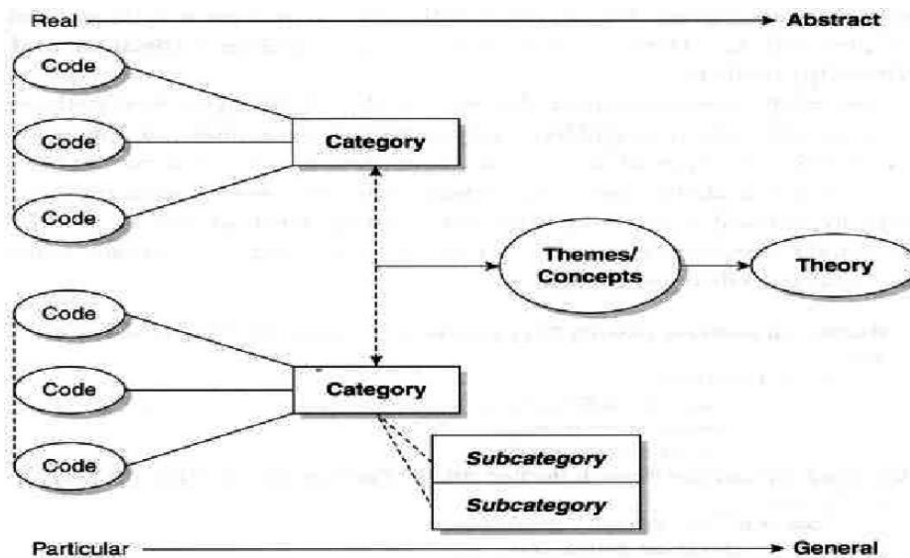 Real
Abstract
Code
Code
Category
Code
Themes/
Concepts
Theory
Code
Code
Category
Code
Subcategory
Subcategory
Particular
General